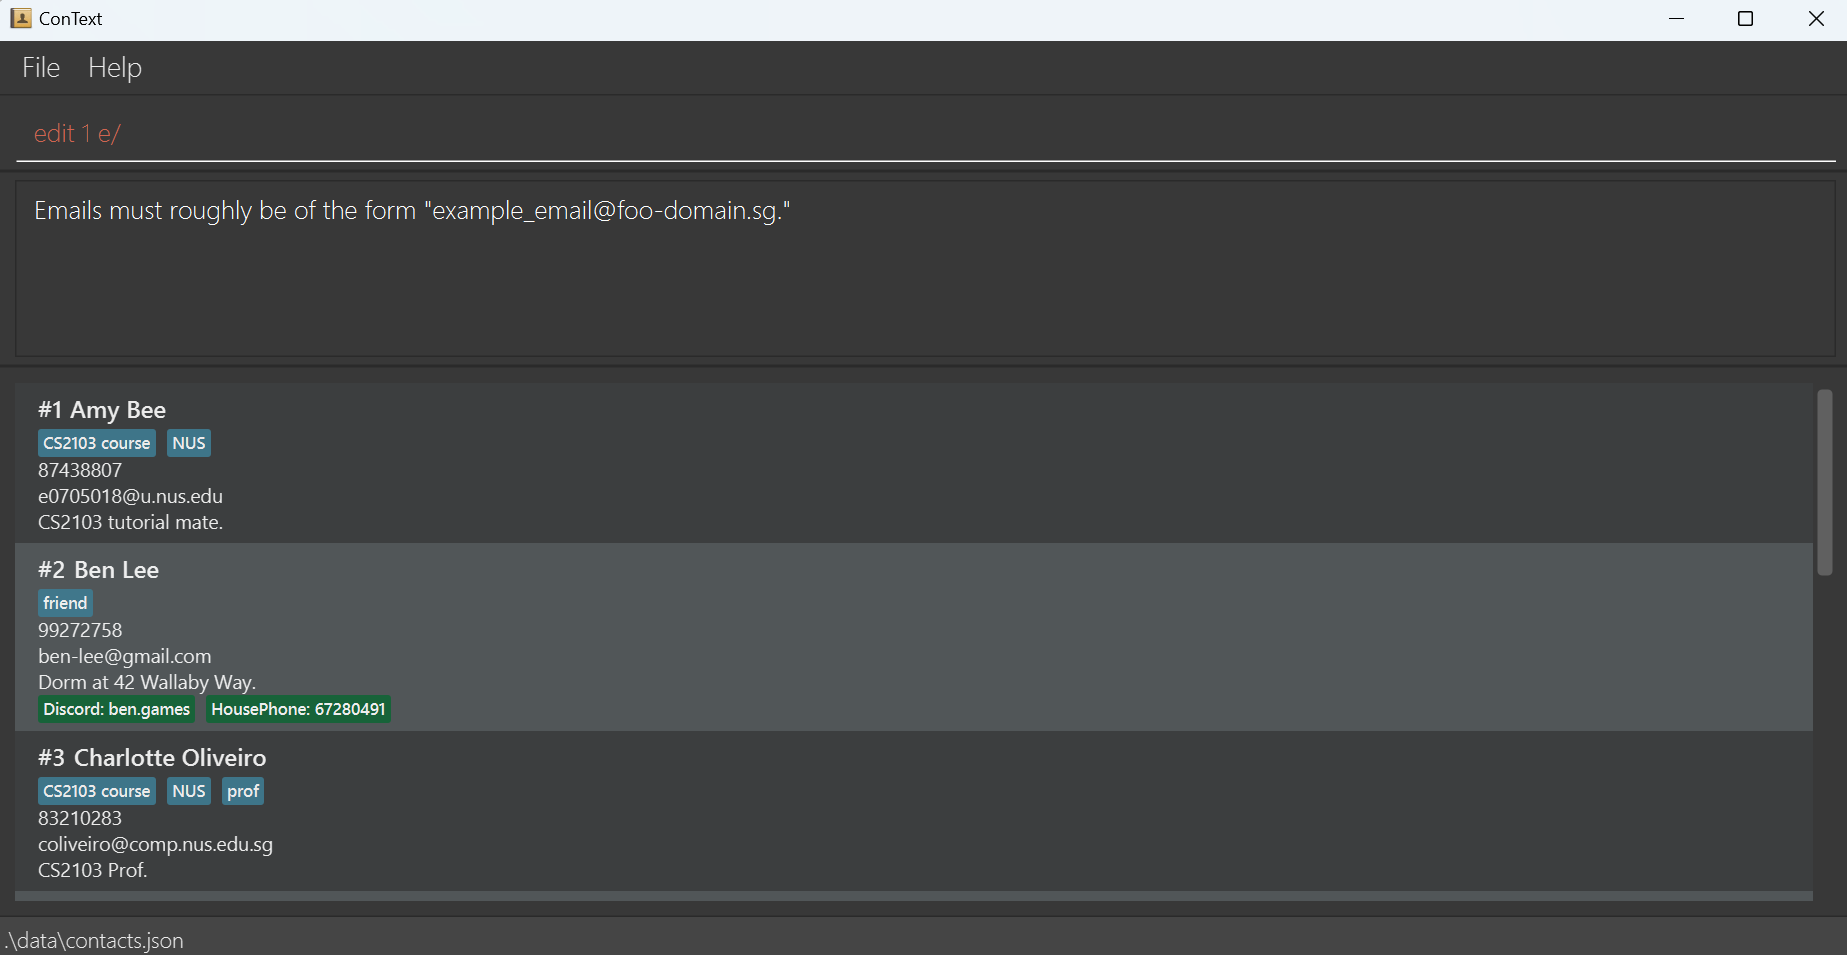 ConText
File Help
edit 1 e/
Emails must roughly be of the form "example_email@foo-domain.sg."
#1 Amy Bee
CS2103 course NUS
87438807
e0705018@u.nus.edu
CS2103 tutorial mate.
#2 Ben Lee
friend
99272758
ben-lee@gmail.com
Dorm at 42 Wallaby Way.
Discord: ben.games HousePhone: 67280491
#3 Charlotte Oliveiro
CS2103 course NUS prof
83210283
coliveiro@comp.nus.edu.sg
CS2103 Prof.
.\data\contacts.json